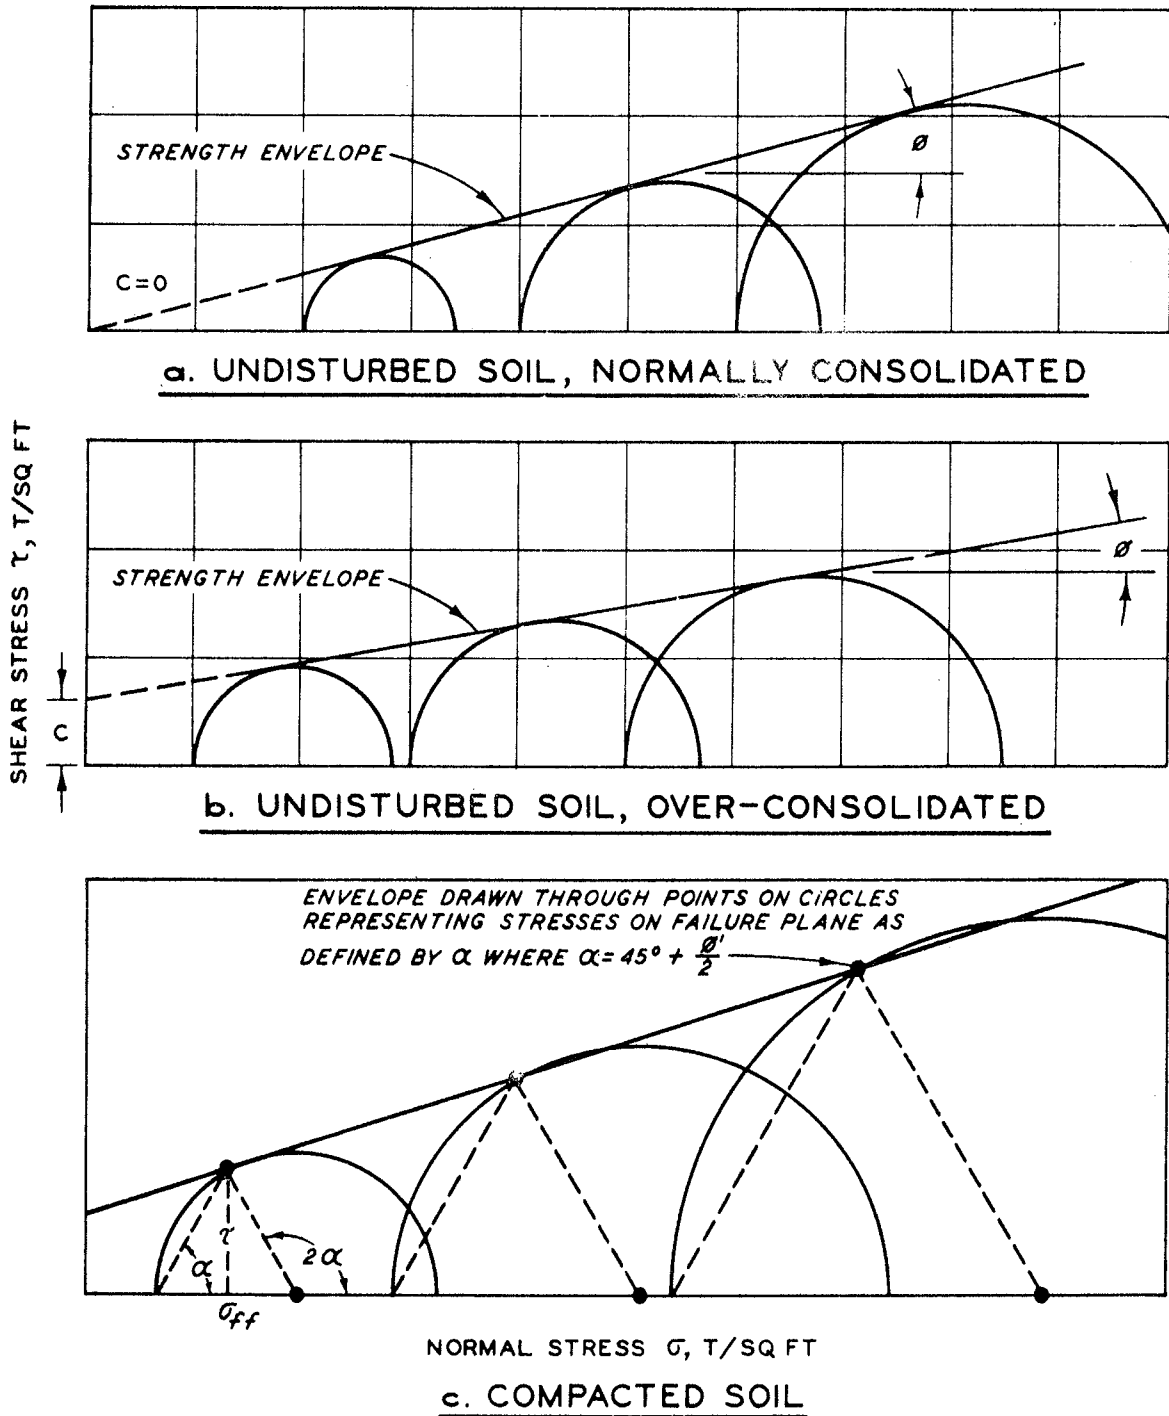 STRENGTH ENVELOPE
Ø
C=0
a. UNDISTURBED SOIL, NORMALLY CONSOLIDATED
SHEAR STRESS τ, T/SQ FT
STRENGTH ENVELOPE
Ø
C
b. UNDISTURBED SOIL, OVER-CONSOLIDATED
ENVELOPE DRAWN THROUGH POINTS ON CIRCLES
REPRESENTING STRESSES ON FAILURE PLANE AS
DEFINED BY α WHERE α = 45° + Ø'/2
τ
α
2α
σff
NORMAL STRESS σ, T/SQ FT
c. COMPACTED SOIL